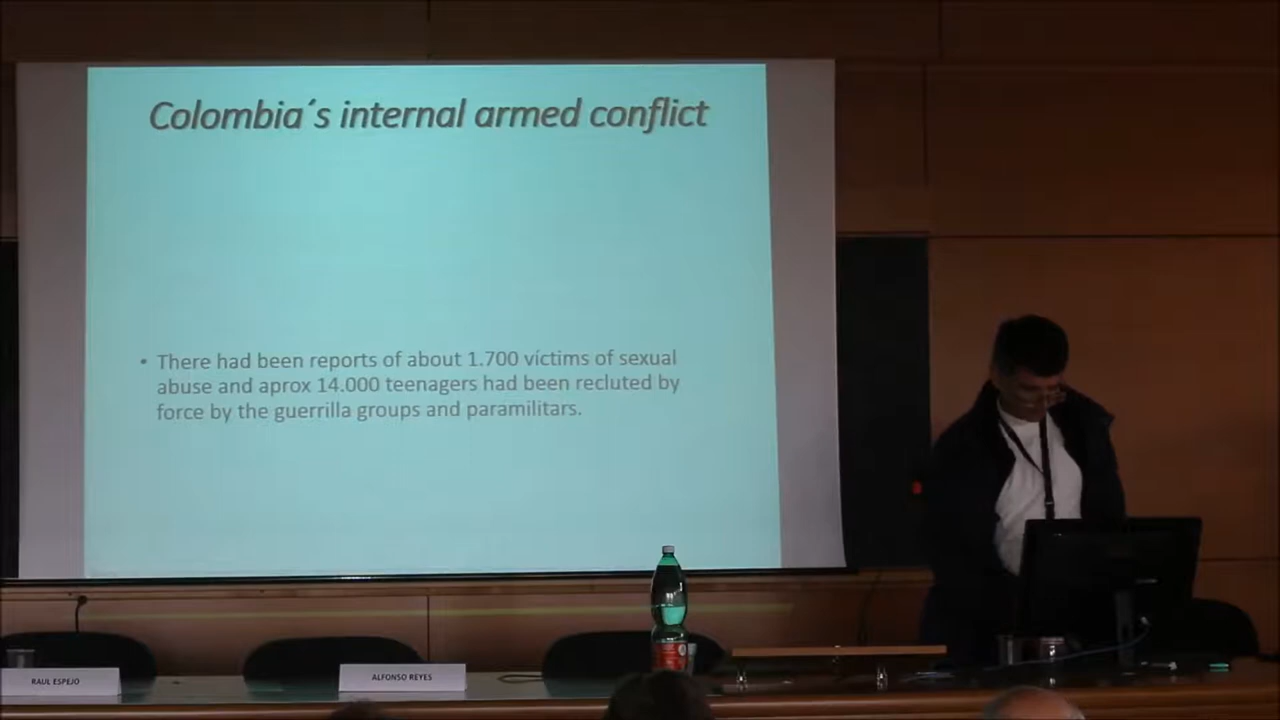 Colombia´s internal armed conflict
• There had been reports of about 1.700 víctims of sexual
abuse and aprox 14.000 teenagers had been recluted by
force by the guerrilla groups and paramilitars.
RAUL ESPEJO
ALFONSO REYES